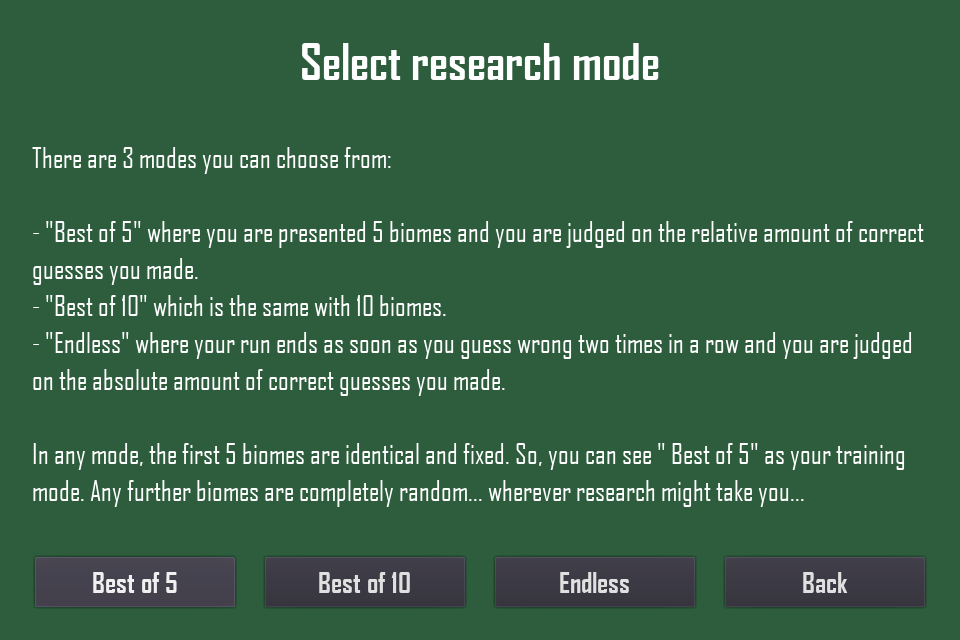 Select research mode
There are 3 modes you can choose from:
- "Best of 5" where you are presented 5 biomes and you are judged on the relative amount of correct
guesses you made.
- "Best of 10" which is the same with 10 biomes.
- "Endless" where your run ends as soon as you guess wrong two times in a row and you are judged
on the absolute amount of correct guesses you made.
In any mode, the first 5 biomes are identical and fixed. So, you can see " Best of 5" as your training
mode. Any further biomes are completely random... wherever research might take you...
Best of 5
Best of 10
Endless
Back